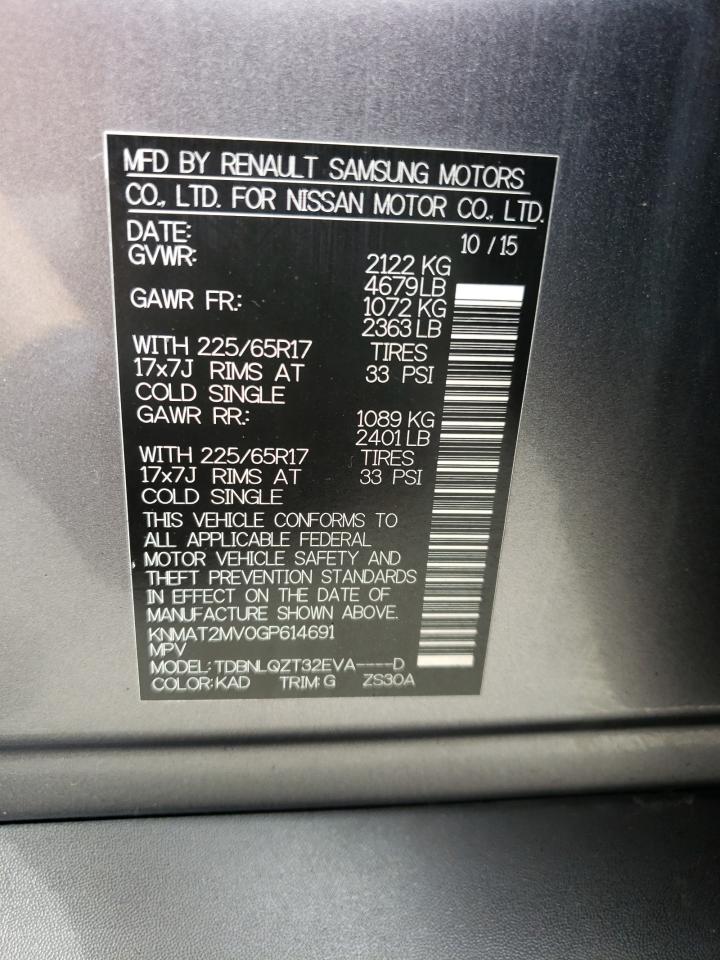 MFD BY RENAULT SAMSUNG MOTORS
CO., LTD. FOR NISSAN MOTOR CO., LTD.
DATE: 10 / 15
GVWR: 2122 KG
4679 LB
GAWR FR.: 1072 KG
2363 LB
WITH 225/65R17 TIRES
17x7J RIMS AT 33 PSI
COLD SINGLE
GAWR RR.: 1089 KG
2401 LB
WITH 225/65R17 TIRES
17x7J RIMS AT 33 PSI
COLD SINGLE
THIS VEHICLE CONFORMS TO
ALL APPLICABLE FEDERAL
MOTOR VEHICLE SAFETY AND
THEFT PREVENTION STANDARDS
IN EFFECT ON THE DATE OF
MANUFACTURE SHOWN ABOVE.
KNMAT2MV0GP614691
MPV
MODEL: TDBNLQZT32EVA----D
COLOR: KAD TRIM: G ZS30A